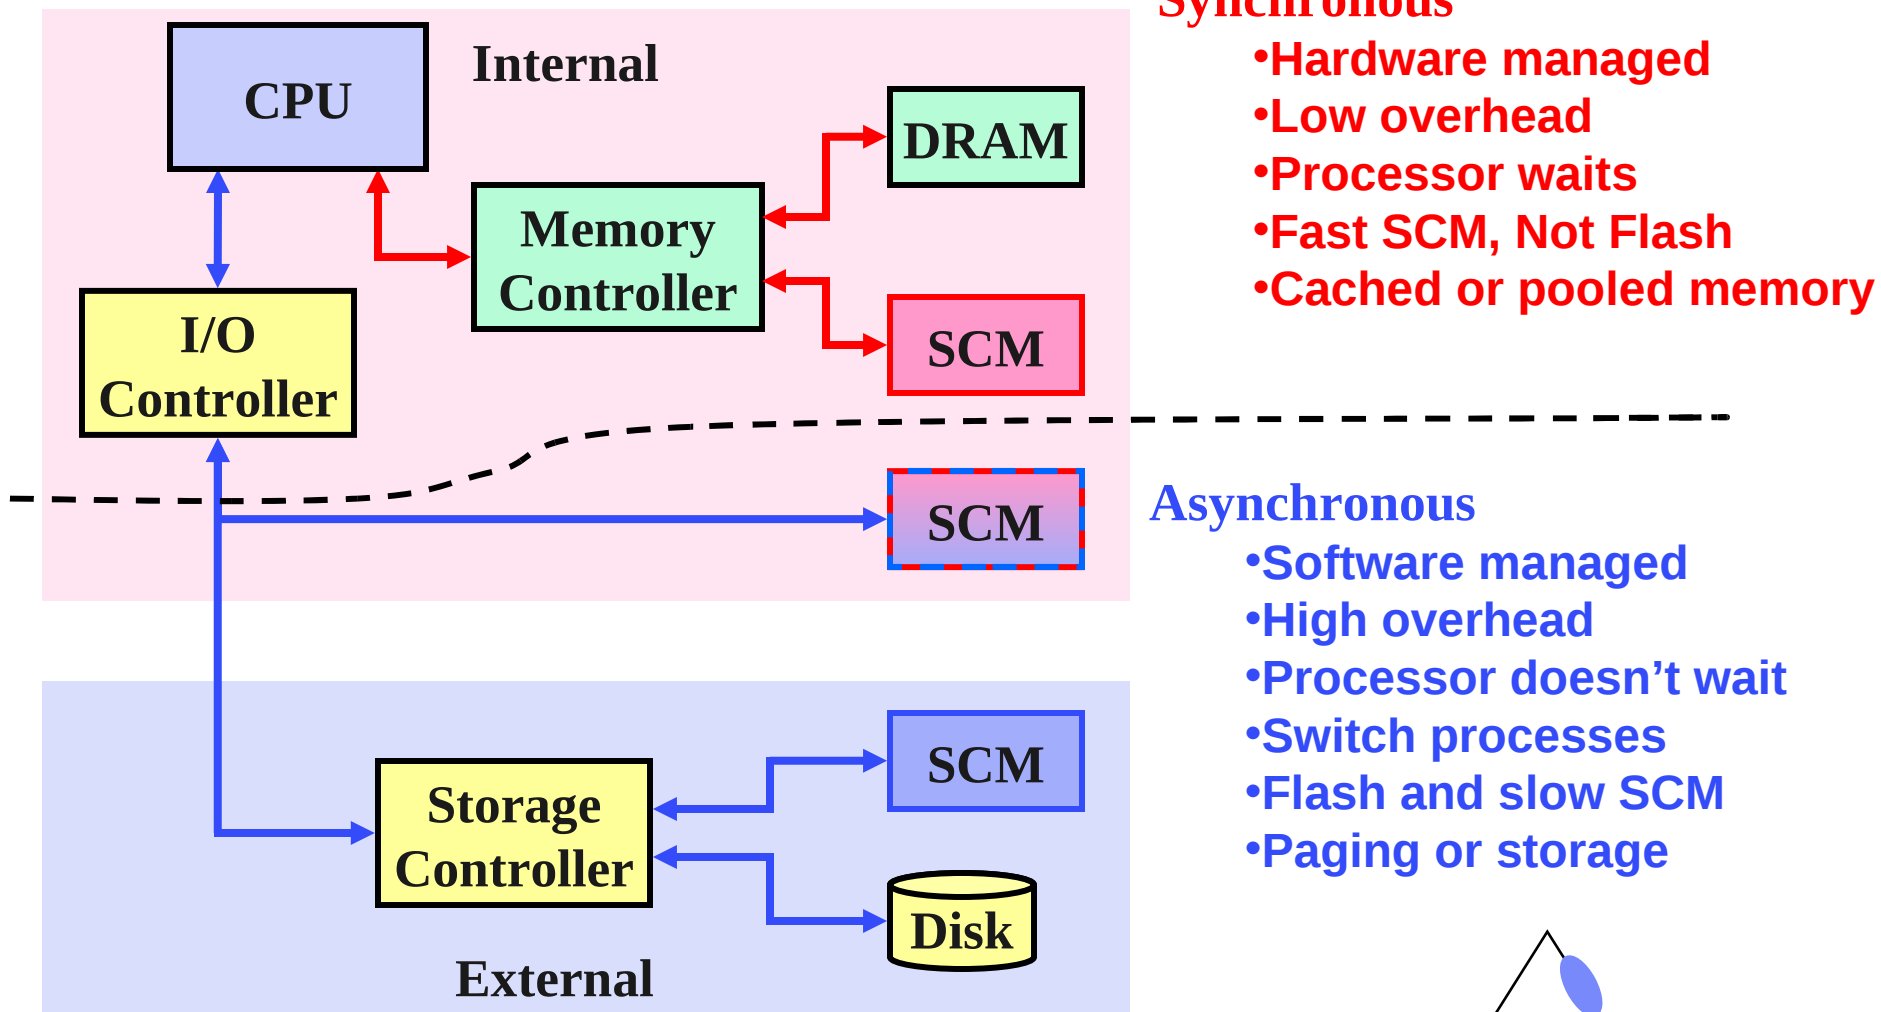 Synchronous
•Hardware managed
•Low overhead
•Processor waits
•Fast SCM, Not Flash
•Cached or pooled memory
Internal
CPU
DRAM
Memory
Controller
I/O
Controller
SCM
SCM
Asynchronous
•Software managed
•High overhead
•Processor doesn’t wait
•Switch processes
•Flash and slow SCM
•Paging or storage
SCM
Storage
Controller
Disk
External